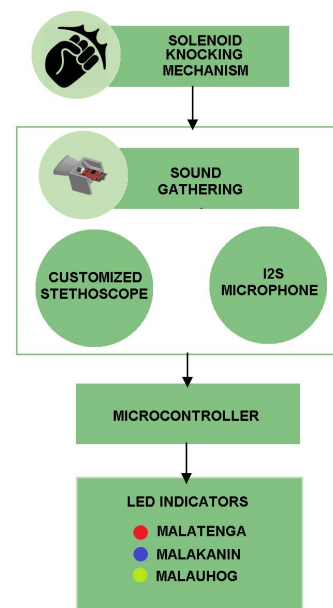 SOLENOID
KNOCKING
MECHANISM
SOUND
GATHERING
CUSTOMIZED
STETHOSCOPE
I2S
MICROPHONE
MICROCONTROLLER
LED INDICATORS
MALATENGA
MALAKANIN
MALAUHOG